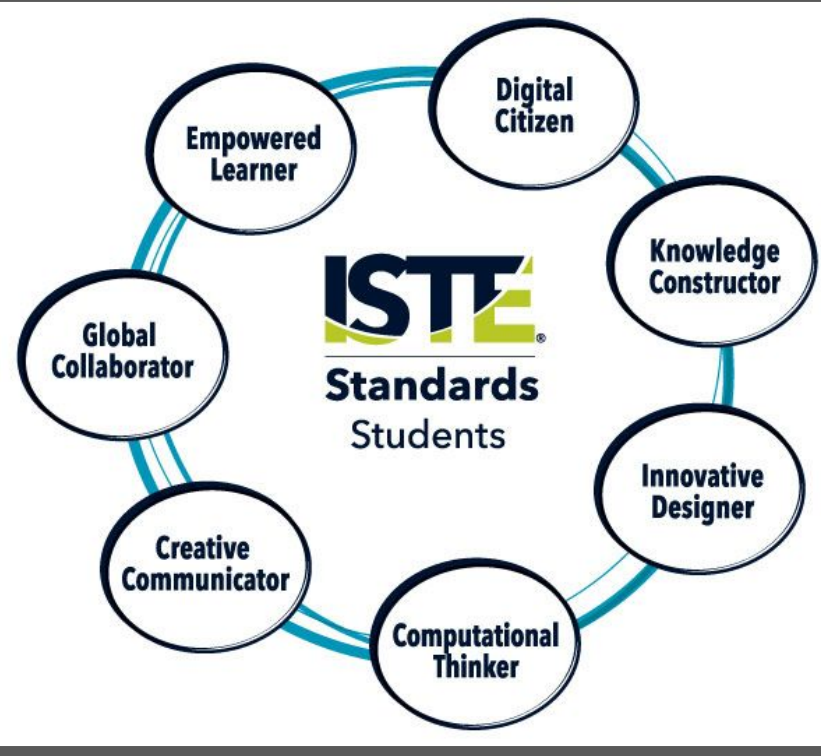 Digital
Citizen
Empowered
Learner
Knowledge
Constructor
ISTE®
Global
Collaborator
Standards
Students
Innovative
Designer
Creative
Communicator
Computational
Thinker